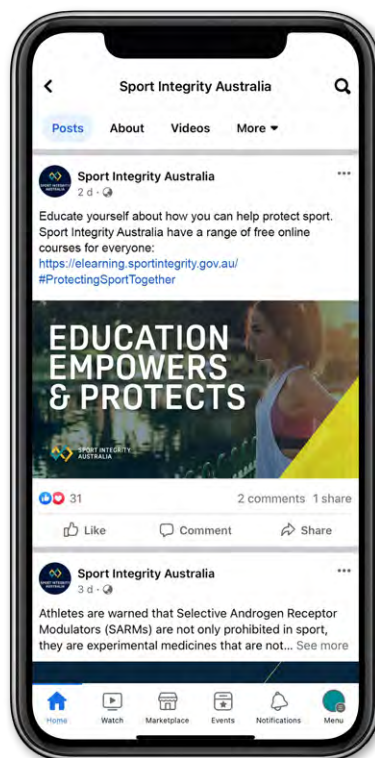 Sport Integrity Australia
Posts About Videos More
Sport Integrity Australia
2 d
Educate yourself about how you can help protect sport.
Sport Integrity Australia have a range of free online
courses for everyone:
https://elearning.sportintegrity.gov.au/
#ProtectingSportTogether
EDUCATION
EMPOWERS
& PROTECTS
SPORT INTEGRITY
AUSTRALIA
31 2 comments 1 share
Like Comment Share
Sport Integrity Australia
3 d
Athletes are warned that Selective Androgen Receptor
Modulators (SARMs) are not only prohibited in sport,
they are experimental medicines that are not... See more
Home Watch Marketplace Events Notifications Menu